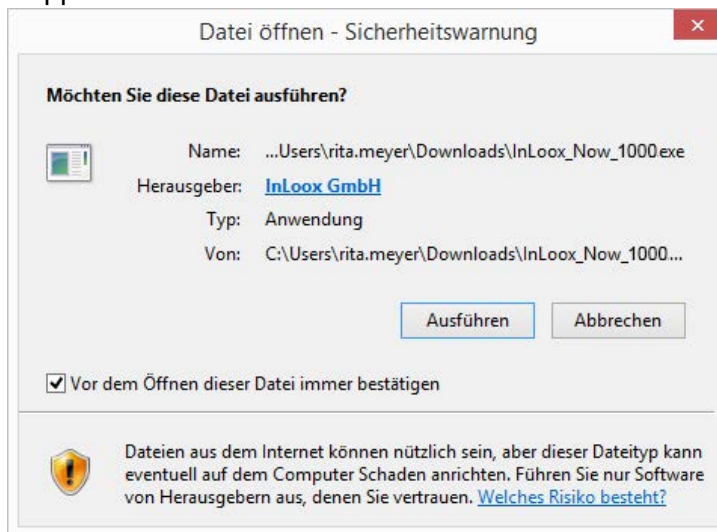 Datei öffnen - Sicherheitswarnung
Möchten Sie diese Datei ausführen?
Name: ...Users\rita.meyer\Downloads\InLoox_Now_1000.exe
Herausgeber: InLoox GmbH
Typ: Anwendung
Von: C:\Users\rita.meyer\Downloads\InLoox_Now_1000...
Ausführen Abbrechen
Vor dem Öffnen dieser Datei immer bestätigen
Dateien aus dem Internet können nützlich sein, aber dieser Dateityp kann
eventuell auf dem Computer Schaden anrichten. Führen Sie nur Software
von Herausgebern aus, denen Sie vertrauen. Welches Risiko besteht?